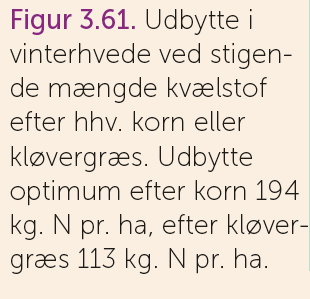 Figur 3.61. Udbytte i
vinterhvede ved stigen-
de mængde kvælstof
efter hhv. korn eller
kløvergræs. Udbytte
optimum efter korn 194
kg. N pr. ha, efter kløver-
græs 113 kg. N pr. ha.